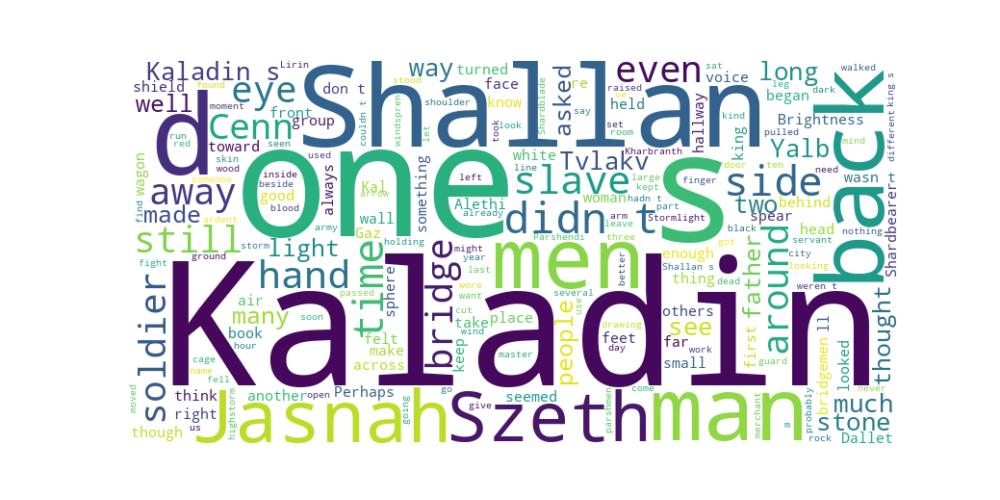 Kaladin s
shield
well
d
eye
Shallan
don t
way
turned
face
know
asked
even
voice
long
began
Brightness
walked
Lirin
found
moment
run
red
Cenn
front
group
toward
seen
skin
used
wood
stood
windspren
couldn t
shoulder
let
took
look
Shardblade
re
ve
say
raised
held
set
room
hallway
sat
kind
king
leg
dark
pulled
Yalb
mind
different
king s
back
wagon
away
someone
inside
beside
blood
good
ardent
always
one
Kal
arrow
wall
Gaz
something
left
Alethi
already
white
line
Tvlakv
slave
large
kept
woman
hadn t
Kharbranth
finger
s
side
door
ten
need
wasn
two
behind
find
made
still
storm
army
light
time
holding
didn t
Parshendi
three
arm
leave
Stormlight
part
spear
black
head
servant
nothing
Shardbearer
ground
fight
soldier
hand
air
many
book
hour
soon
passed
sphere
felt
make
across
bridge
might
year
last
wore
want
cut
take
wind
keep
men
place
several
use
better
people
enough
got
thing
Shallan s
dead
city
looking
weren t
others
see
far
small
father
first
around
ll
thought
looked
bridgemen
Kaladin
cage
name
fell
master
drawing
feet
day
work
guard
moved
think
right
us
though
highstorm
another
open
Perhaps
going
go
Jasnah
give
seemed
Szeth
parshmen
come
man
merchant
m
probably
rock
never
much
stone
Dallet